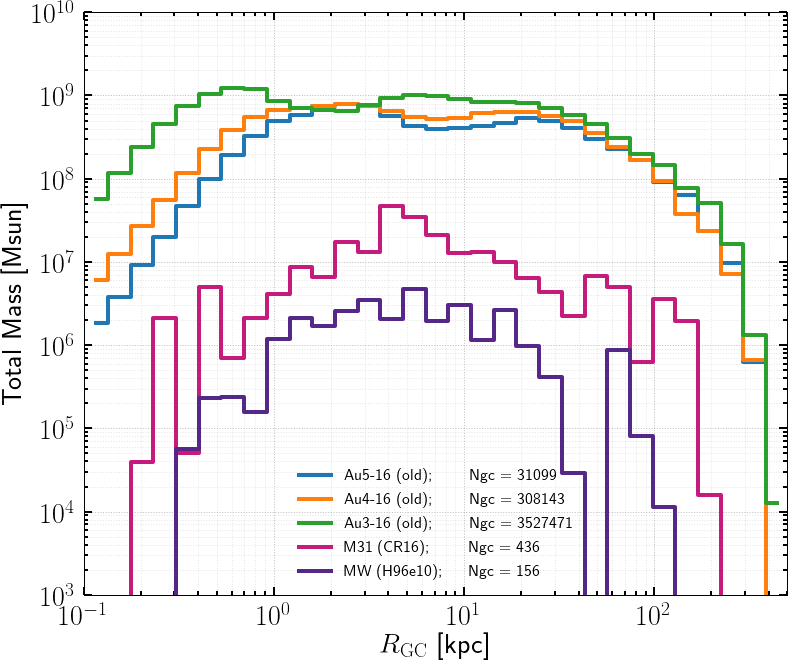 10^10
10^9
10^8
10^7
10^6
10^5
10^4
10^3
Total Mass [Msun]
Au5-16 (old); Ngc = 31099
Au4-16 (old); Ngc = 308143
Au3-16 (old); Ngc = 3527471
M31 (CR16); Ngc = 436
MW (H96e10); Ngc = 156
10^-1 10^0 10^1 10^2
R_GC [kpc]